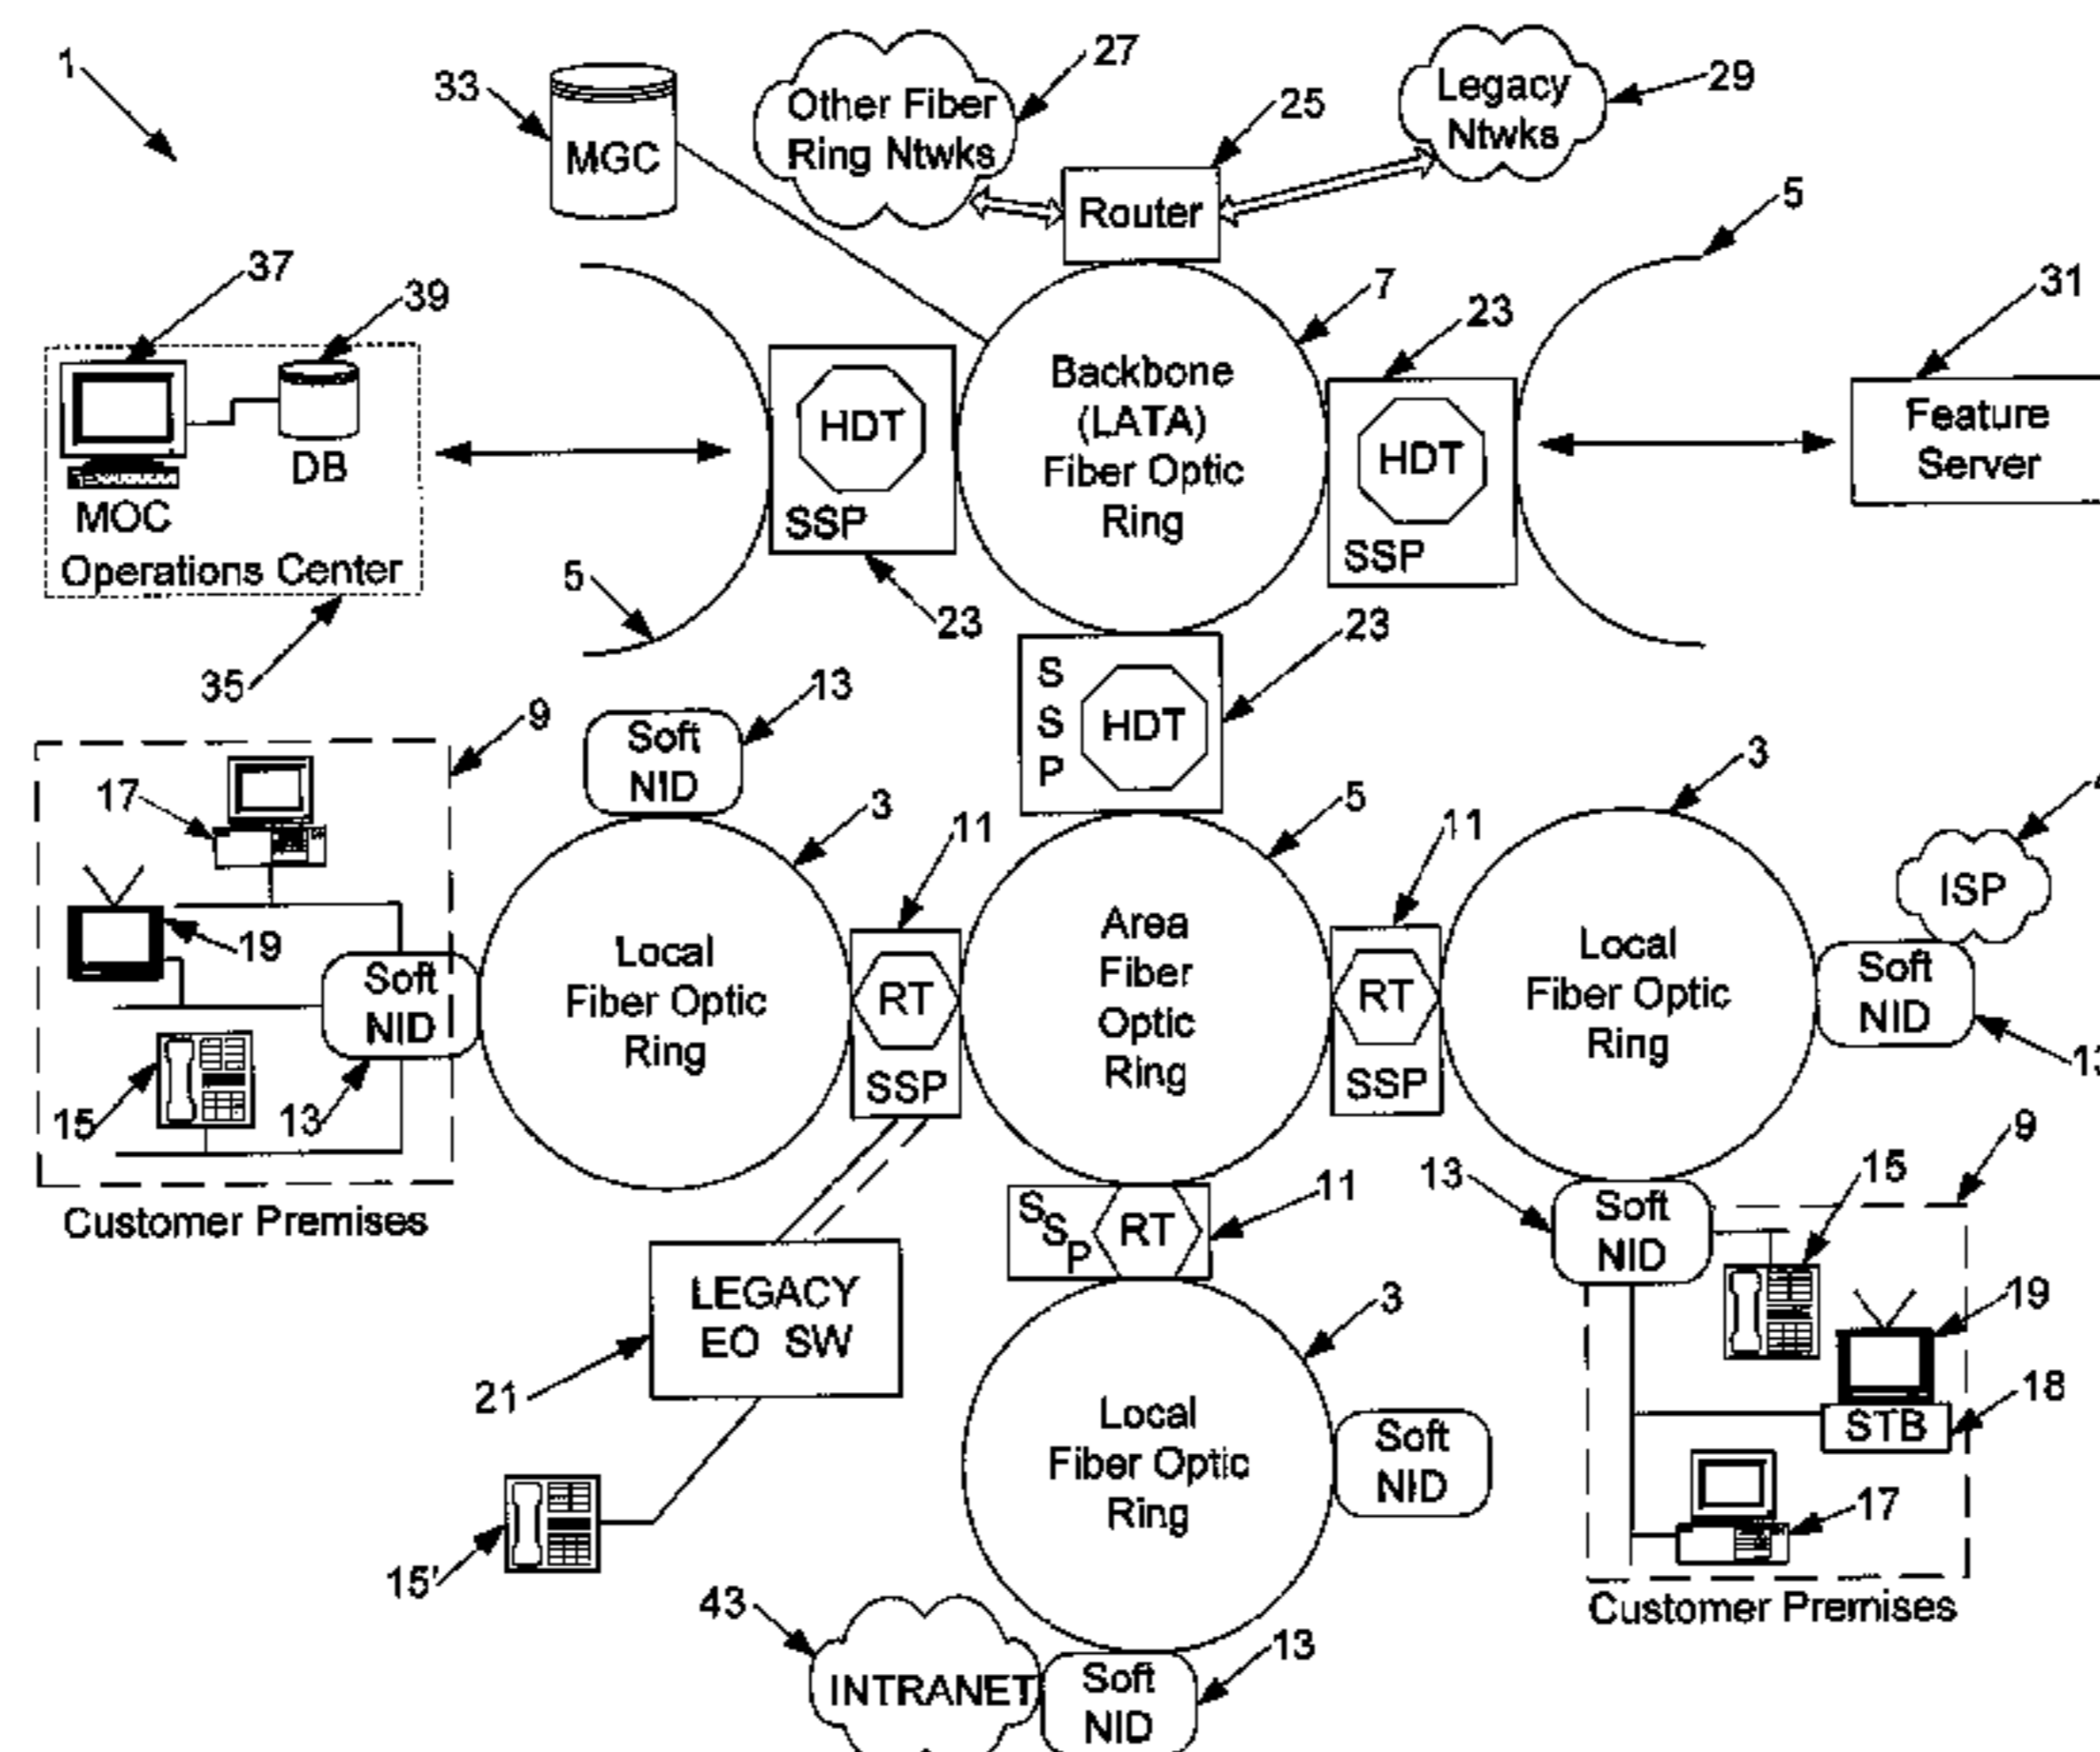 1
33
MGC
Other Fiber
Ring Ntwks
27
25
Router
Legacy
Ntwks
29
5
37
39
MOC
DB
Operations Center
35
5
HDT
SSP
23
Backbone
(LATA)
Fiber Optic
Ring
7
23
HDT
SSP
31
Feature
Server
S
S
P
HDT
23
9
17
19
15
13
Soft
NID
Customer Premises
Soft
NID
13
3
Local
Fiber Optic
Ring
11
RT
SSP
5
Area
Fiber
Optic
Ring
11
RT
SSP
3
Local
Fiber Optic
Ring
ISP
Soft
NID
LEGACY
EO SW
21
15'
S
S
P
RT
11
3
Local
Fiber Optic
Ring
Soft
NID
43
INTRANET
Soft
NID
13
13
Soft
NID
9
15
19
18
STB
17
Customer Premises